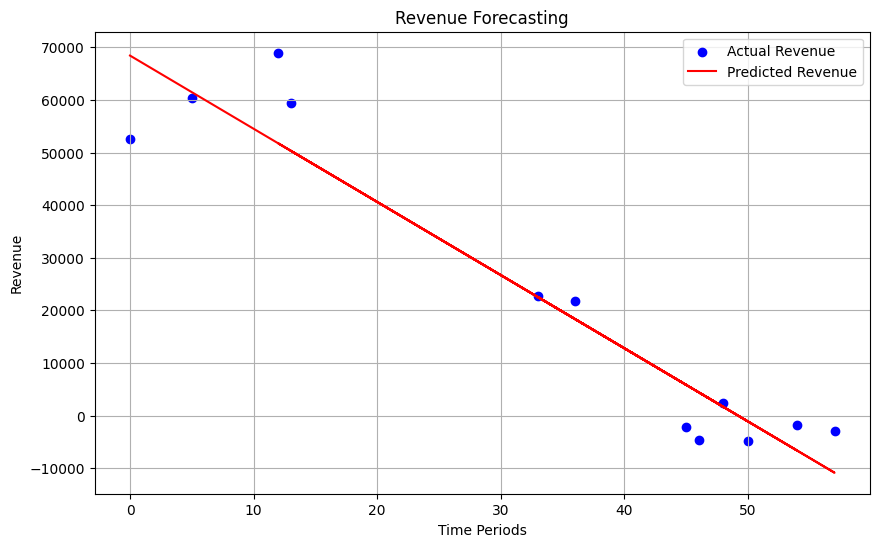 Revenue Forecasting
Actual Revenue
Predicted Revenue
Revenue
70000
60000
50000
40000
30000
20000
10000
0
−10000
0 10 20 30 40 50
Time Periods